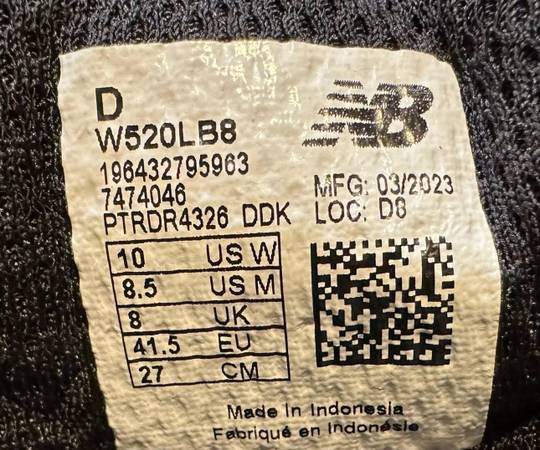 D
W520LB8
196432795963
7474046
PTRDR4326 DDK
NB
MFG: 03/2023
LOC: D8
10 US W
8.5 US M
8 UK
41.5 EU
27 CM
Made in Indonesia
Fabriqué en Indonésie